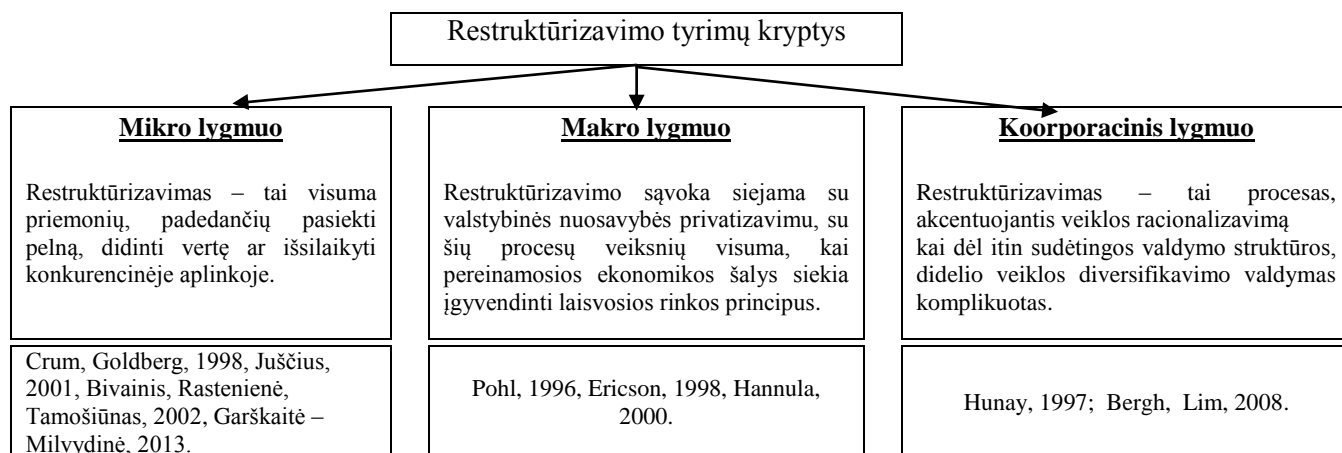 Restruktūrizavimo tyrimų kryptys
Mikro lygmuo
Restruktūrizavimas – tai visuma
priemonių, padedančių pasiekti
pelną, didinti vertę ar išsilaikyti
konkurencinėje aplinkoje.
Makro lygmuo
Restruktūrizavimo sąvoka siejama su
valstybinės nuosavybės privatizavimu, su
šių procesų veiksnių visuma, kai
pereinamosios ekonomikos šalys siekia
įgyvendinti laisvosios rinkos principus.
Koorporacinis lygmuo
Restruktūrizavimas – tai procesas,
akcentuojantis veiklos racionalizavimą
kai dėl itin sudėtingos valdymo struktūros,
didelio veiklos diversifikavimo valdymas
komplikuotas.
Crum, Goldberg, 1998, Juščius,
2001, Bivainis, Rastenienė,
Tamošiūnas, 2002, Garškaitė –
Milvydinė, 2013.
Pohl, 1996, Ericson, 1998, Hannula,
2000.
Hunay, 1997; Bergh, Lim, 2008.